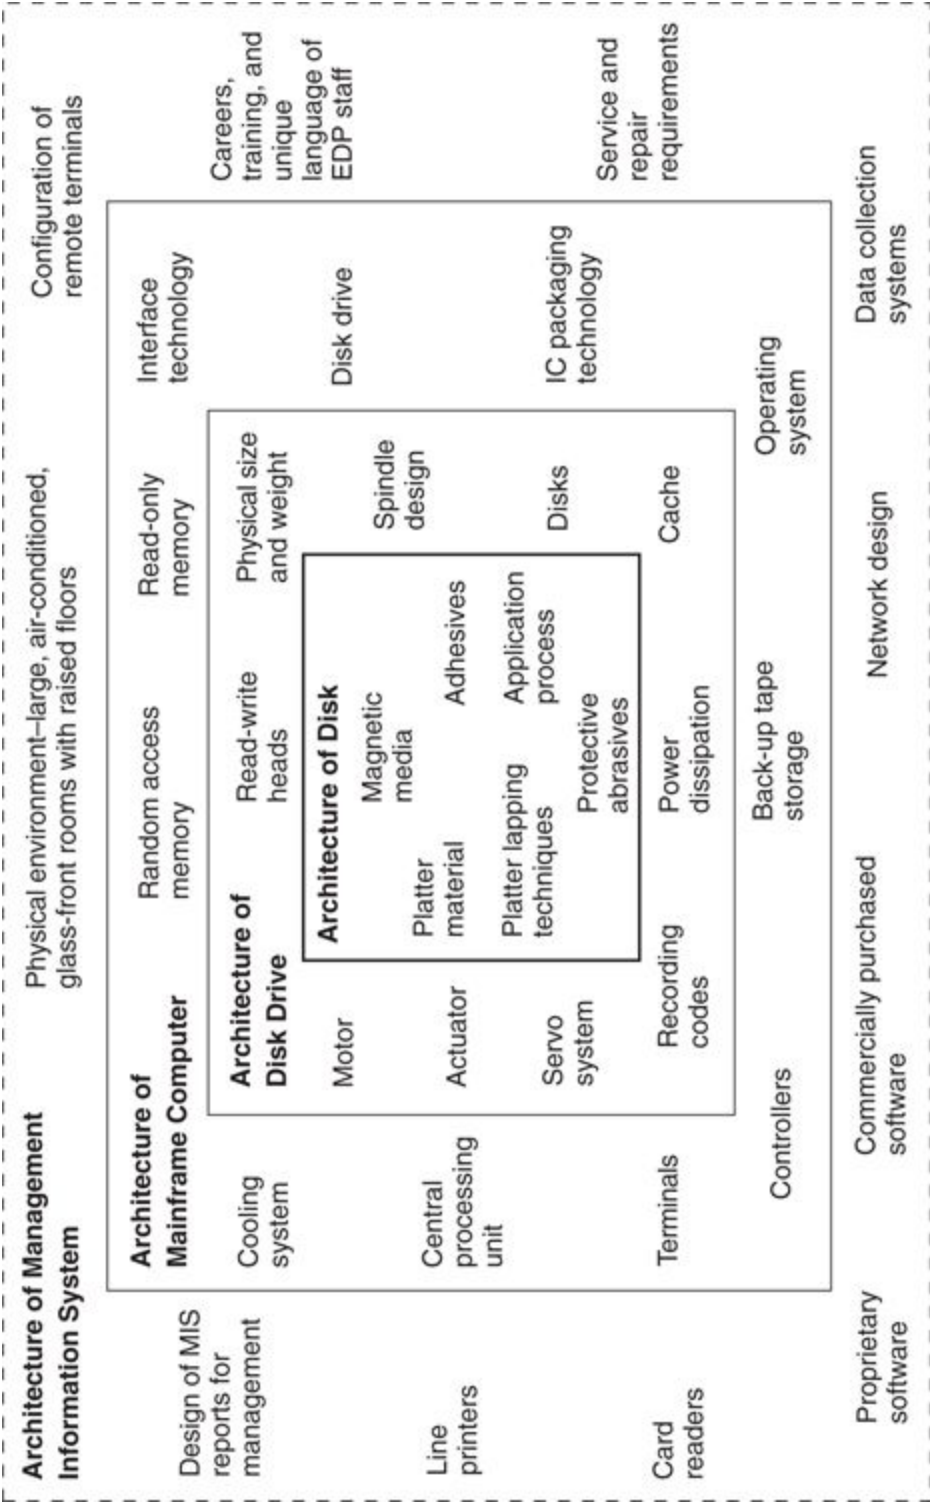 Architecture of Management
Information System
Physical environment–large, air-conditioned,
glass-front rooms with raised floors
Configuration of
remote terminals
Design of MIS
reports for
management
Line
printers
Card
readers
Architecture of
Mainframe Computer
Random access
memory
Read-only
memory
Interface
technology
Cooling
system
Central
processing
unit
Terminals
Architecture of
Disk Drive
Read-write
heads
Physical size
and weight
Motor
Actuator
Servo
system
Architecture of Disk
Magnetic
media
Platter
material
Adhesives
Platter lapping
techniques
Application
process
Protective
abrasives
Spindle
design
Disks
Recording
codes
Power
dissipation
Cache
Disk drive
IC packaging
technology
Controllers
Back-up tape
storage
Operating
system
Careers,
training, and
unique
language of
EDP staff
Service and
repair
requirements
Proprietary
software
Commercially purchased
software
Network design
Data collection
systems